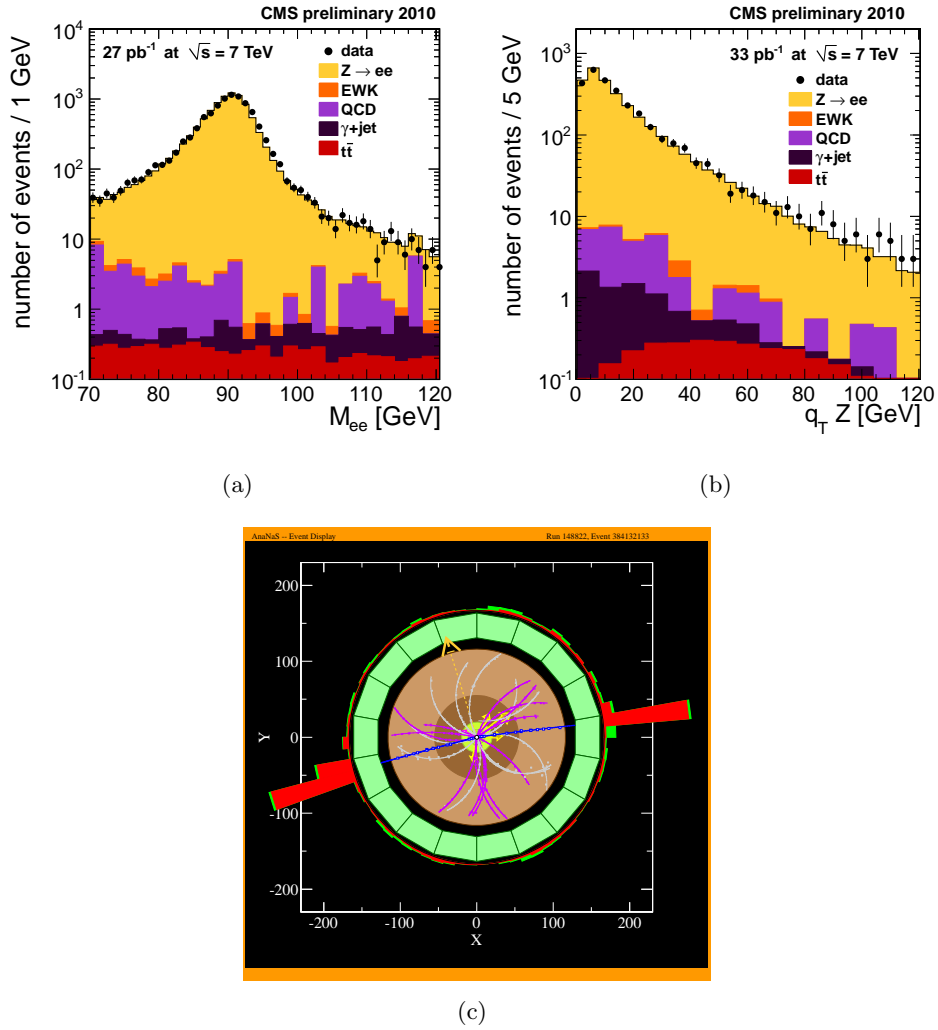 CMS preliminary 2010
27 pb⁻¹ at √s = 7 TeV
data
Z → ee
EWK
QCD
γ+jet
tt̄
number of events / 1 GeV
10⁴
10³
10²
10
1
10⁻¹
70 80 90 100 110 120
M_ee [GeV]
(a)
CMS preliminary 2010
33 pb⁻¹ at √s = 7 TeV
data
Z → ee
EWK
QCD
γ+jet
tt̄
number of events / 5 GeV
10³
10²
10
1
10⁻¹
0 20 40 60 80 100 120
q_T Z [GeV]
(b)
AnaNaS -- Event Display
Run 148822, Event 384132133
200
100
0
-100
-200
Y
-200 -100 0 100 200
X
(c)